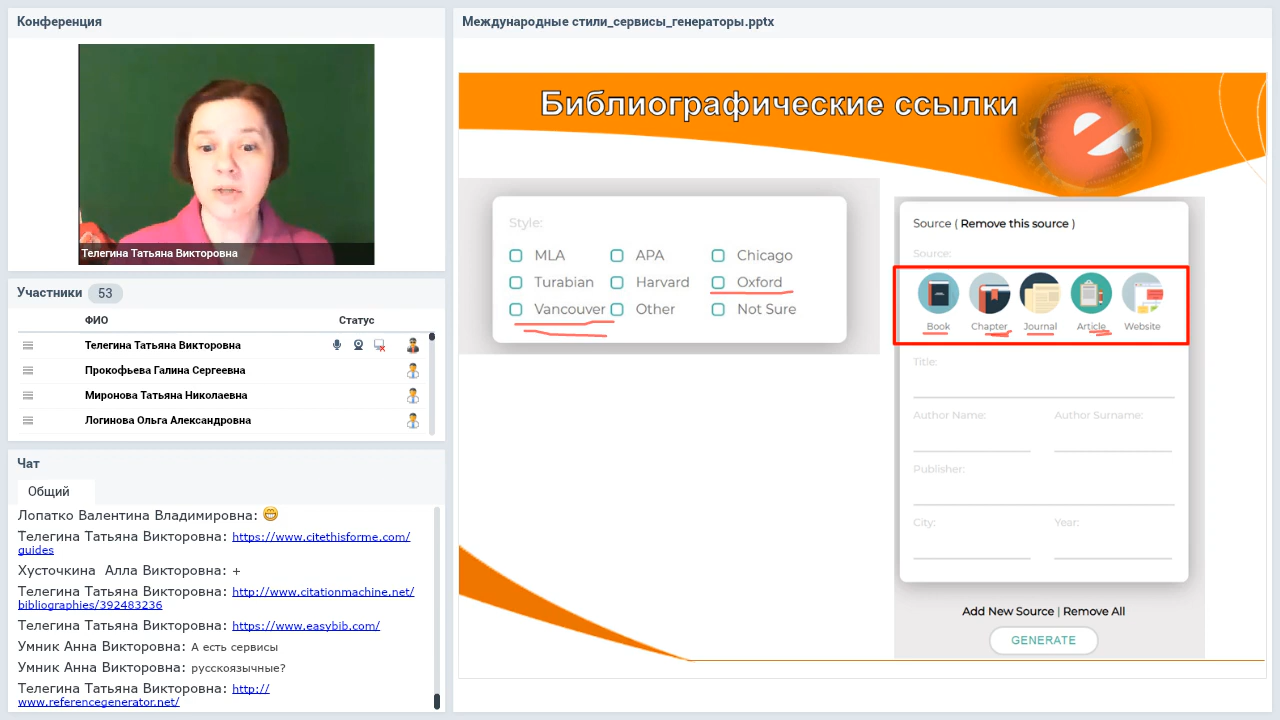 Конференция
Телегина Татьяна Викторовна
Участники 53
ФИО Статус
Телегина Татьяна Викторовна
Прокофьева Галина Сергеевна
Миронова Татьяна Николаевна
Логинова Ольга Александровна
Чат
Общий
Лопатко Валентина Владимировна:
Телегина Татьяна Викторовна: https://www.citethisforme.com/
guides
Хусточкина Алла Викторовна: +
Телегина Татьяна Викторовна: http://www.citationmachine.net/
bibliographies/392483236
Телегина Татьяна Викторовна: https://www.easybib.com/
Умник Анна Викторовна: А есть сервисы
Умник Анна Викторовна: русскоязычные?
Телегина Татьяна Викторовна: http://
www.referencegenerator.net/
Международные стили_сервисы_генераторы.pptx
Библиографические ссылки
Style:
MLA APA Chicago
Turabian Harvard Oxford
Vancouver Other Not Sure
Source ( Remove this source )
Source:
Book Chapter Journal Article Website
Title:
Author Name: Author Surname:
Publisher:
City: Year:
Add New Source | Remove All
GENERATE